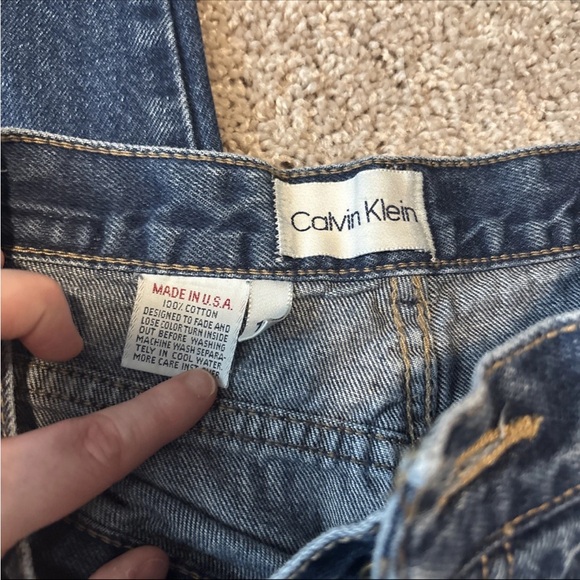 Calvin Klein
MADE IN U.S.A.
100% COTTON
DESIGNED TO FADE AND
LOSE COLOR TURN INSIDE
OUT BEFORE WASHING
MACHINE WASH SEPARA-
TELY IN COOL WATER.
MORE CARE